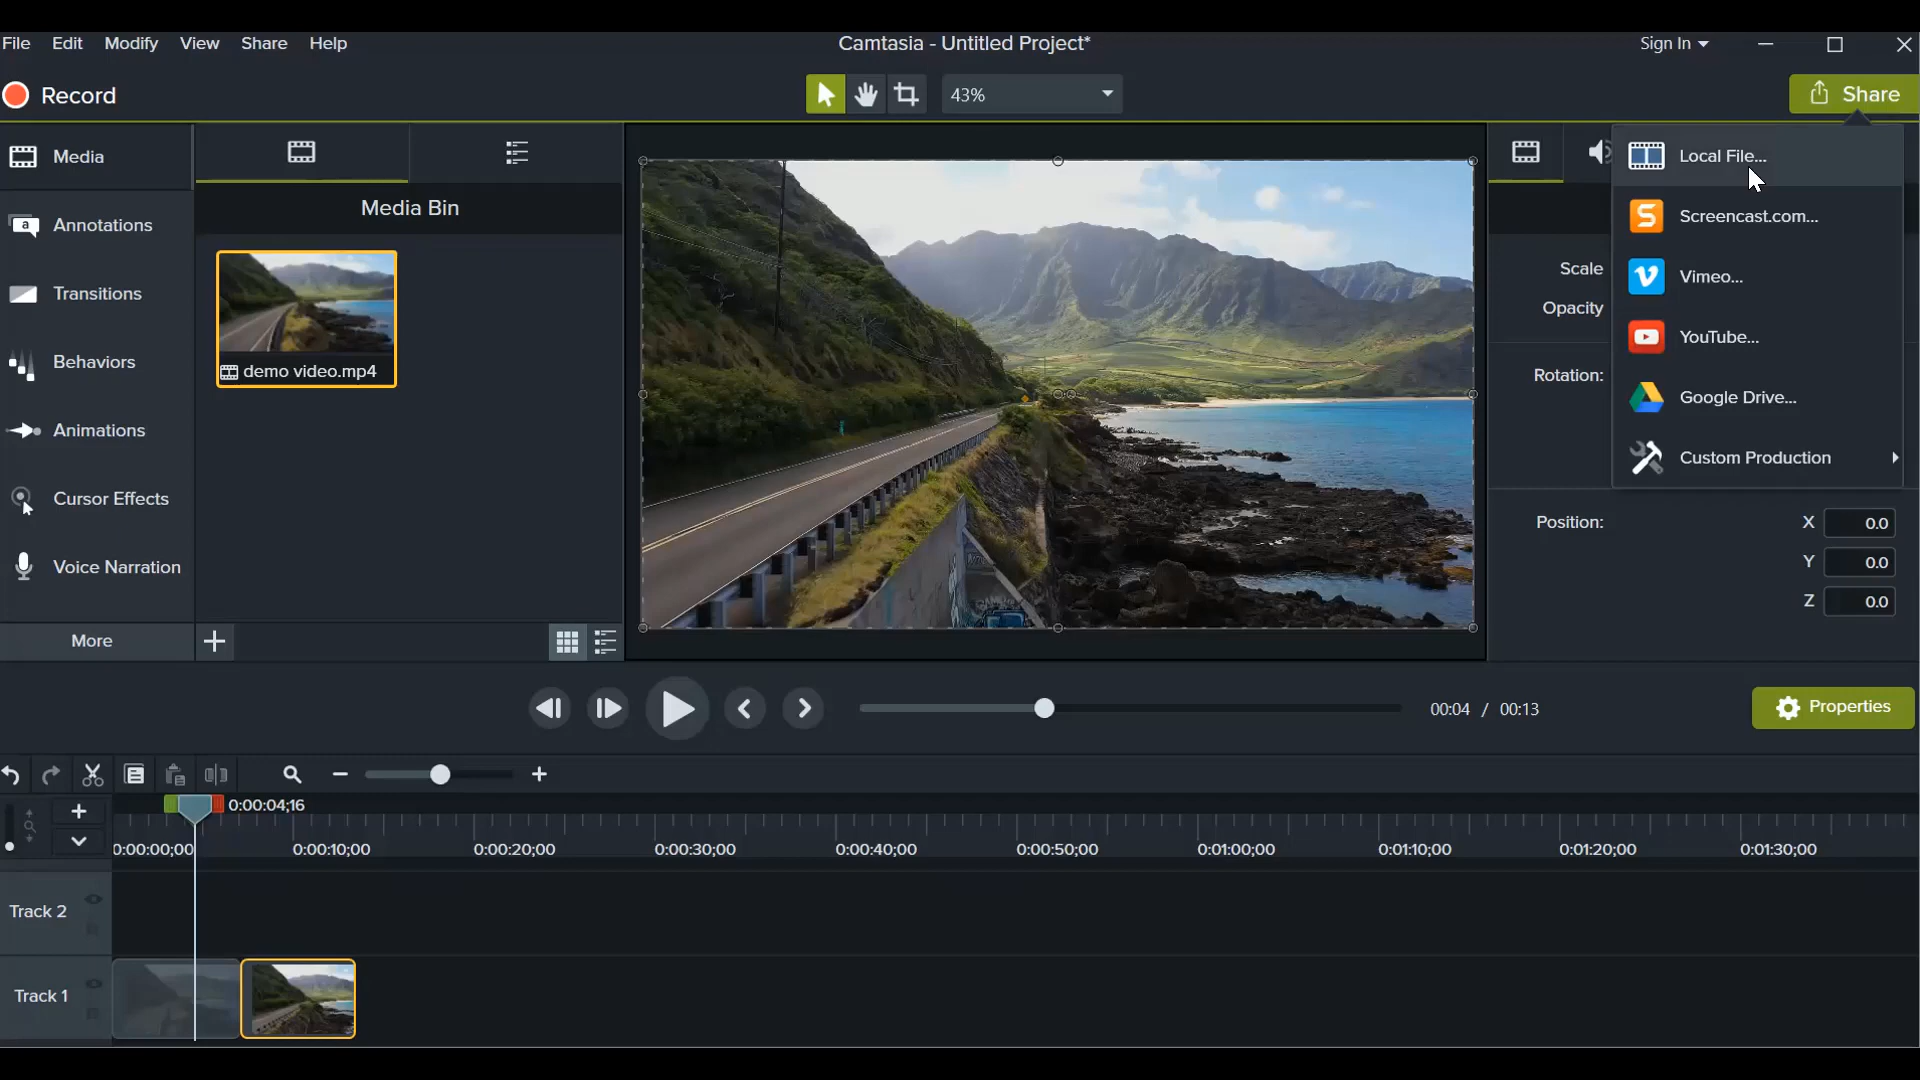 File Edit Modify View Share Help
Camtasia - Untitled Project*
Sign In
Record
43%
Share
Media
Annotations
Transitions
Behaviors
Animations
Cursor Effects
Voice Narration
More
Media Bin
demo video.mp4
Local File...
Screencast.com...
Vimeo...
YouTube...
Google Drive...
Custom Production
Scale
Opacity
Rotation:
Position:
X 0.0
Y 0.0
Z 0.0
00:04 / 00:13
Properties
0:00:04;16
0:00:00;00 0:00:10;00 0:00:20;00 0:00:30;00 0:00:40;00 0:00:50;00 0:01:00;00 0:01:10;00 0:01:20;00 0:01:30;00
Track 2
Track 1